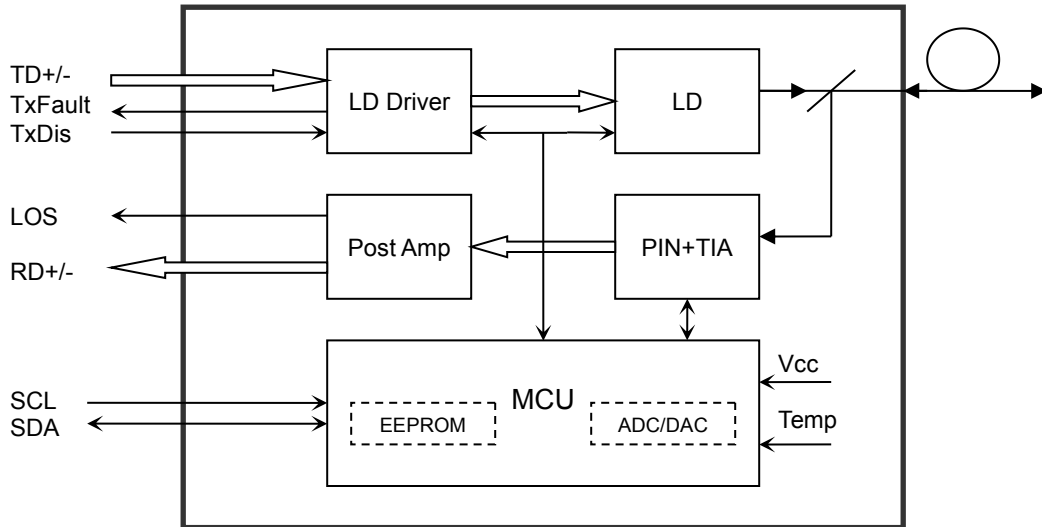 TD+/-
TxFault
TxDis
LD Driver
LD
LOS
RD+/-
Post Amp
PIN+TIA
SCL
SDA
MCU
EEPROM
ADC/DAC
Vcc
Temp